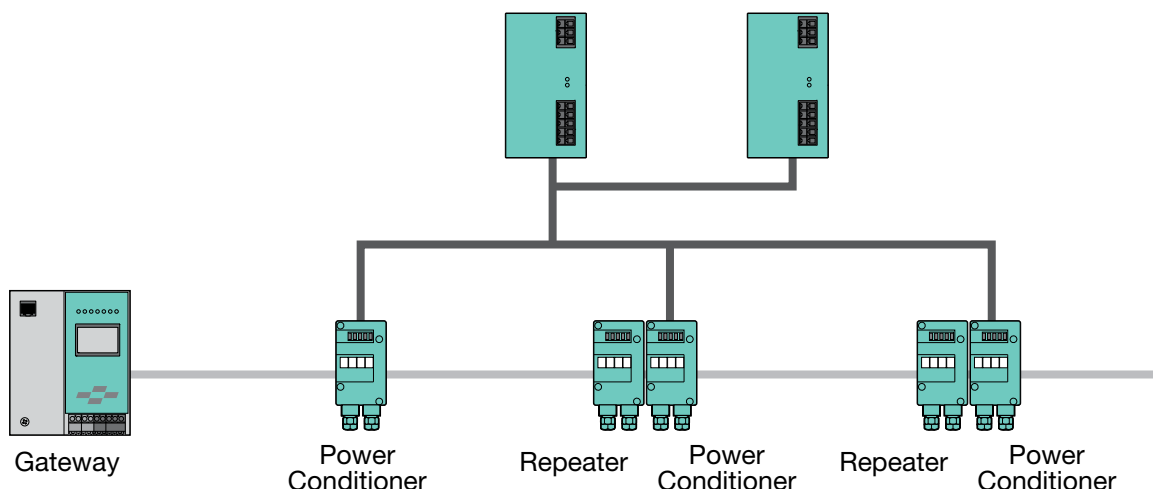 Gateway
Power
Conditioner
Repeater
Power
Conditioner
Repeater
Power
Conditioner